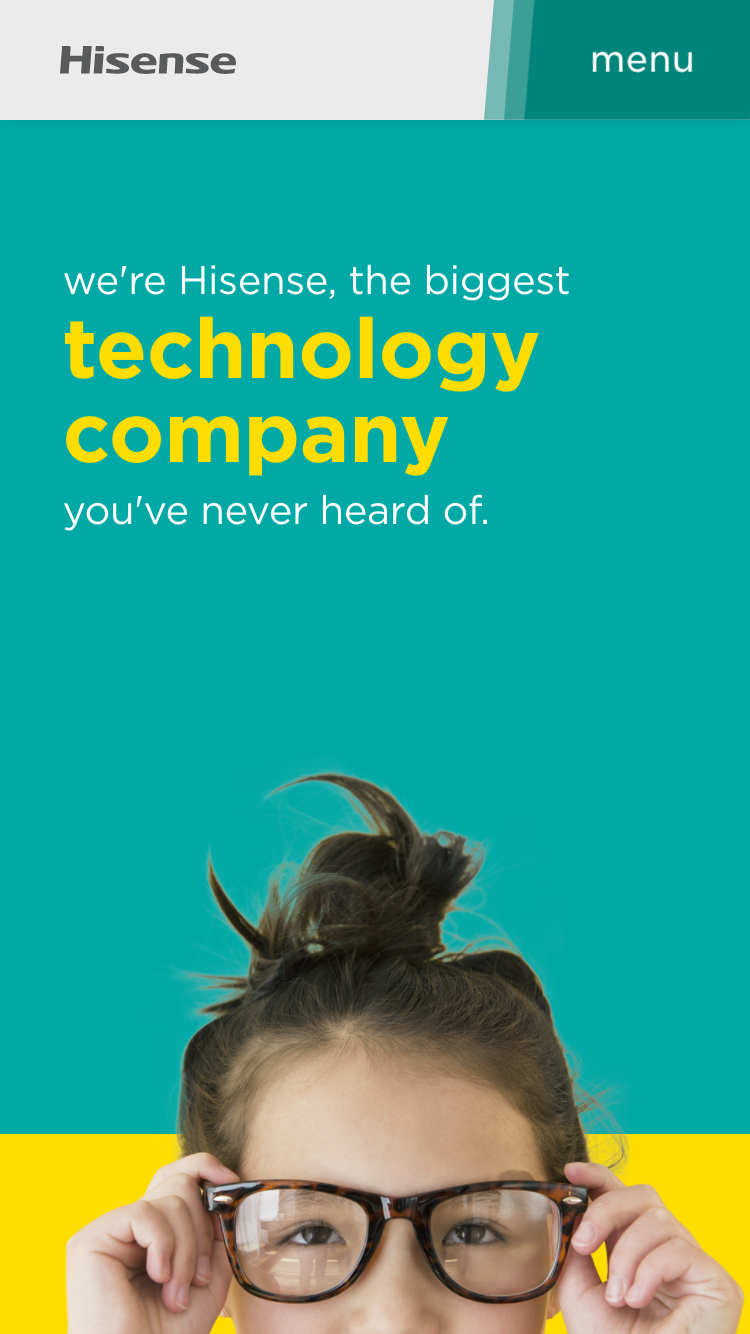 Hisense
menu
we're Hisense, the biggest
technology
company
you've never heard of.